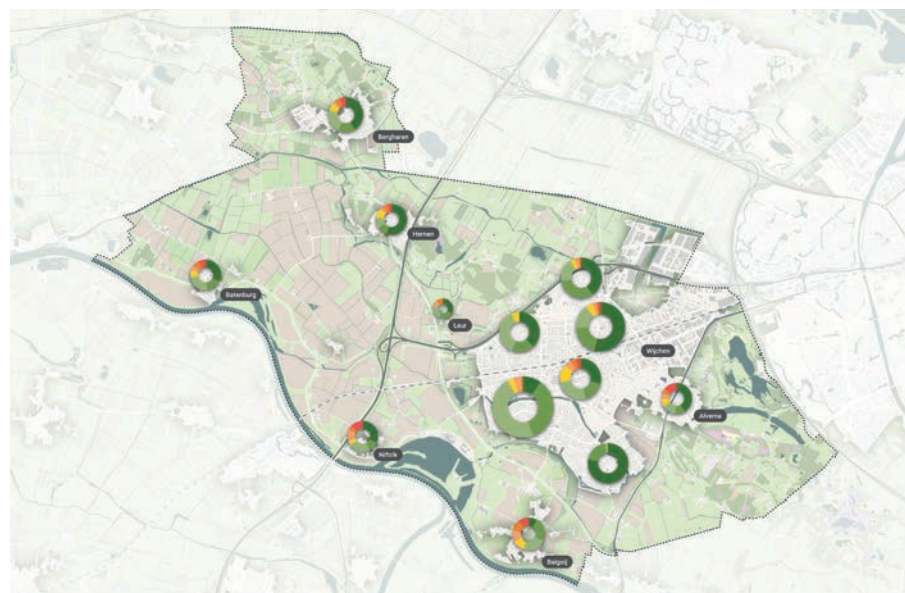 Bergharen
Hernen
Batenburg
Leur
Wijchen
Alverna
Niftrik
Balgoij